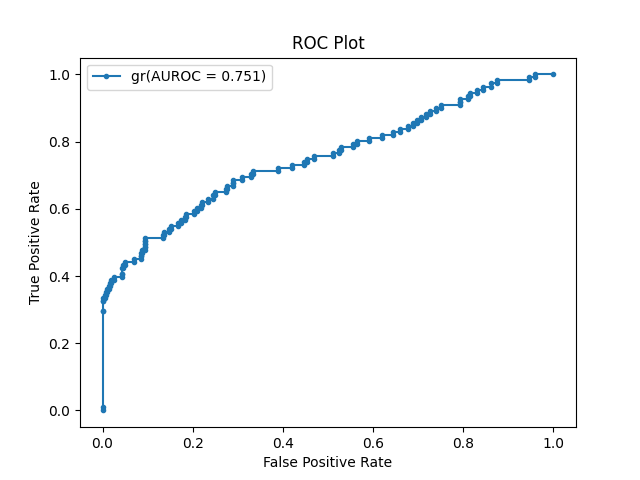 ROC Plot
gr(AUROC = 0.751)
1.0
0.8
0.6
0.4
0.2
0.0
True Positive Rate
0.0 0.2 0.4 0.6 0.8 1.0
False Positive Rate